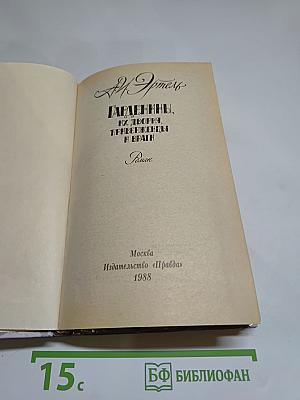 А.И. Эртель
ГАРДЕНИНЫ,
ИХ ДВОРНЯ,
ПРИВЕРЖЕНЦЫ
И ВРАГИ
Роман
Москва
Издательство «Правда»
1988
15с
БФ БИБЛИОФАН